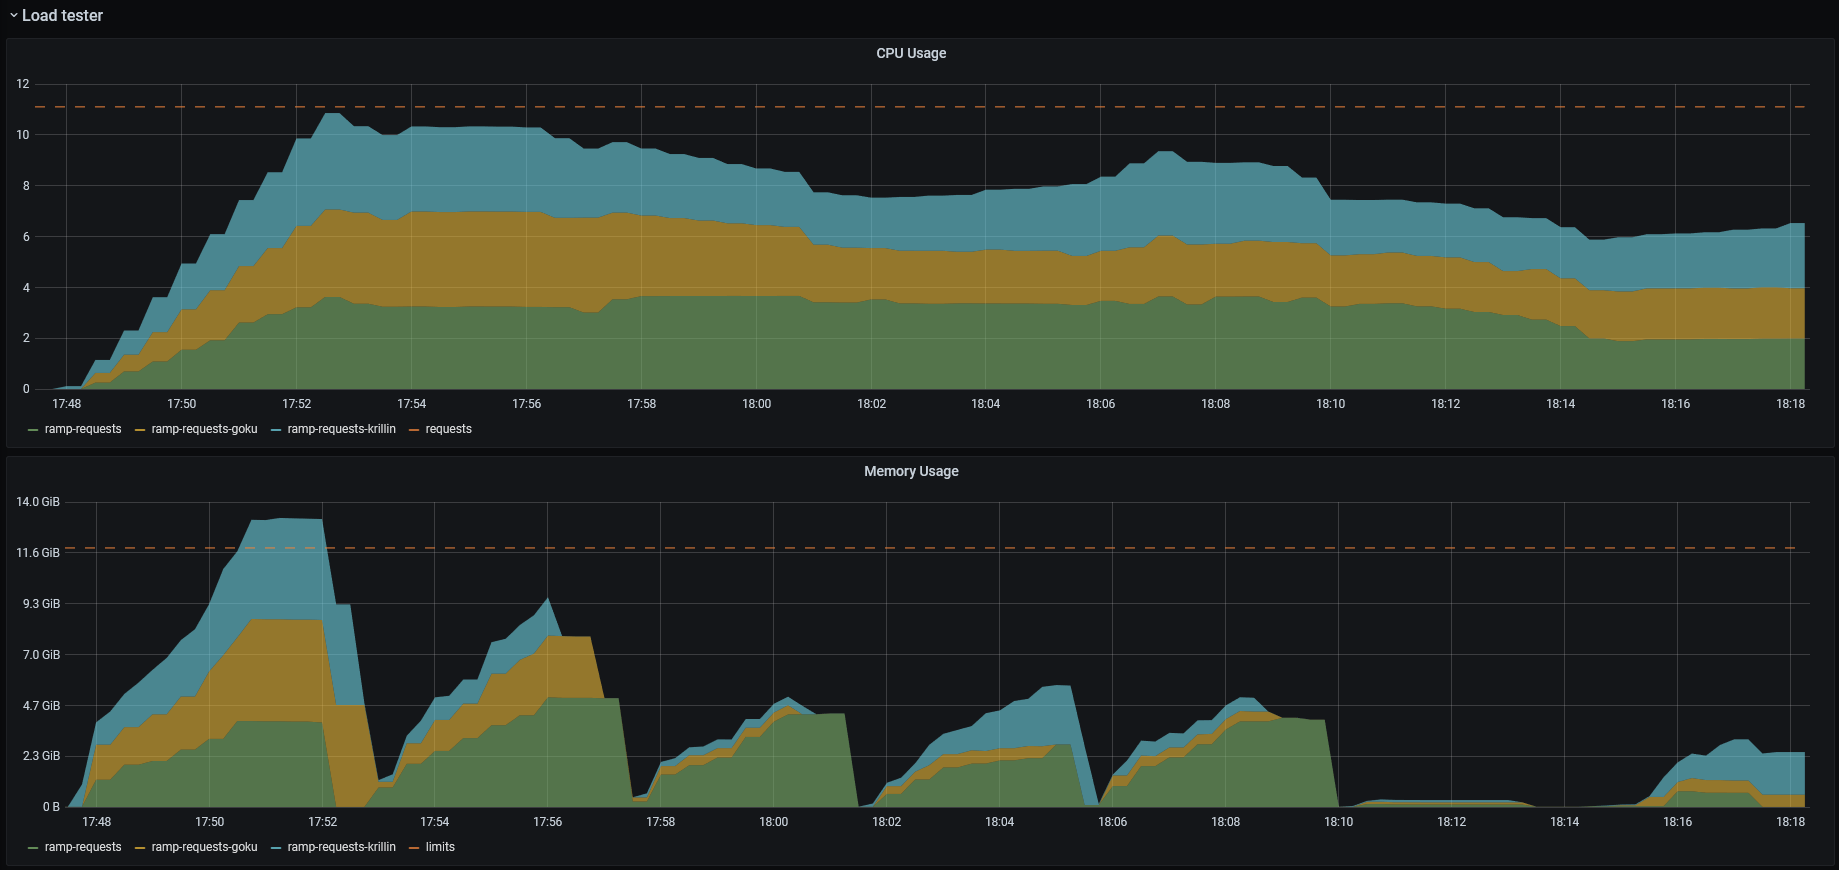 Load tester
CPU Usage
12
10
8
6
4
2
0
17:48 17:50 17:52 17:54 17:56 17:58 18:00 18:02 18:04 18:06 18:08 18:10 18:12 18:14 18:16 18:18
ramp-requests ramp-requests-goku ramp-requests-krillin requests
Memory Usage
14.0 GiB
11.6 GiB
9.3 GiB
7.0 GiB
4.7 GiB
2.3 GiB
0 B
17:48 17:50 17:52 17:54 17:56 17:58 18:00 18:02 18:04 18:06 18:08 18:10 18:12 18:14 18:16 18:18
ramp-requests ramp-requests-goku ramp-requests-krillin limits